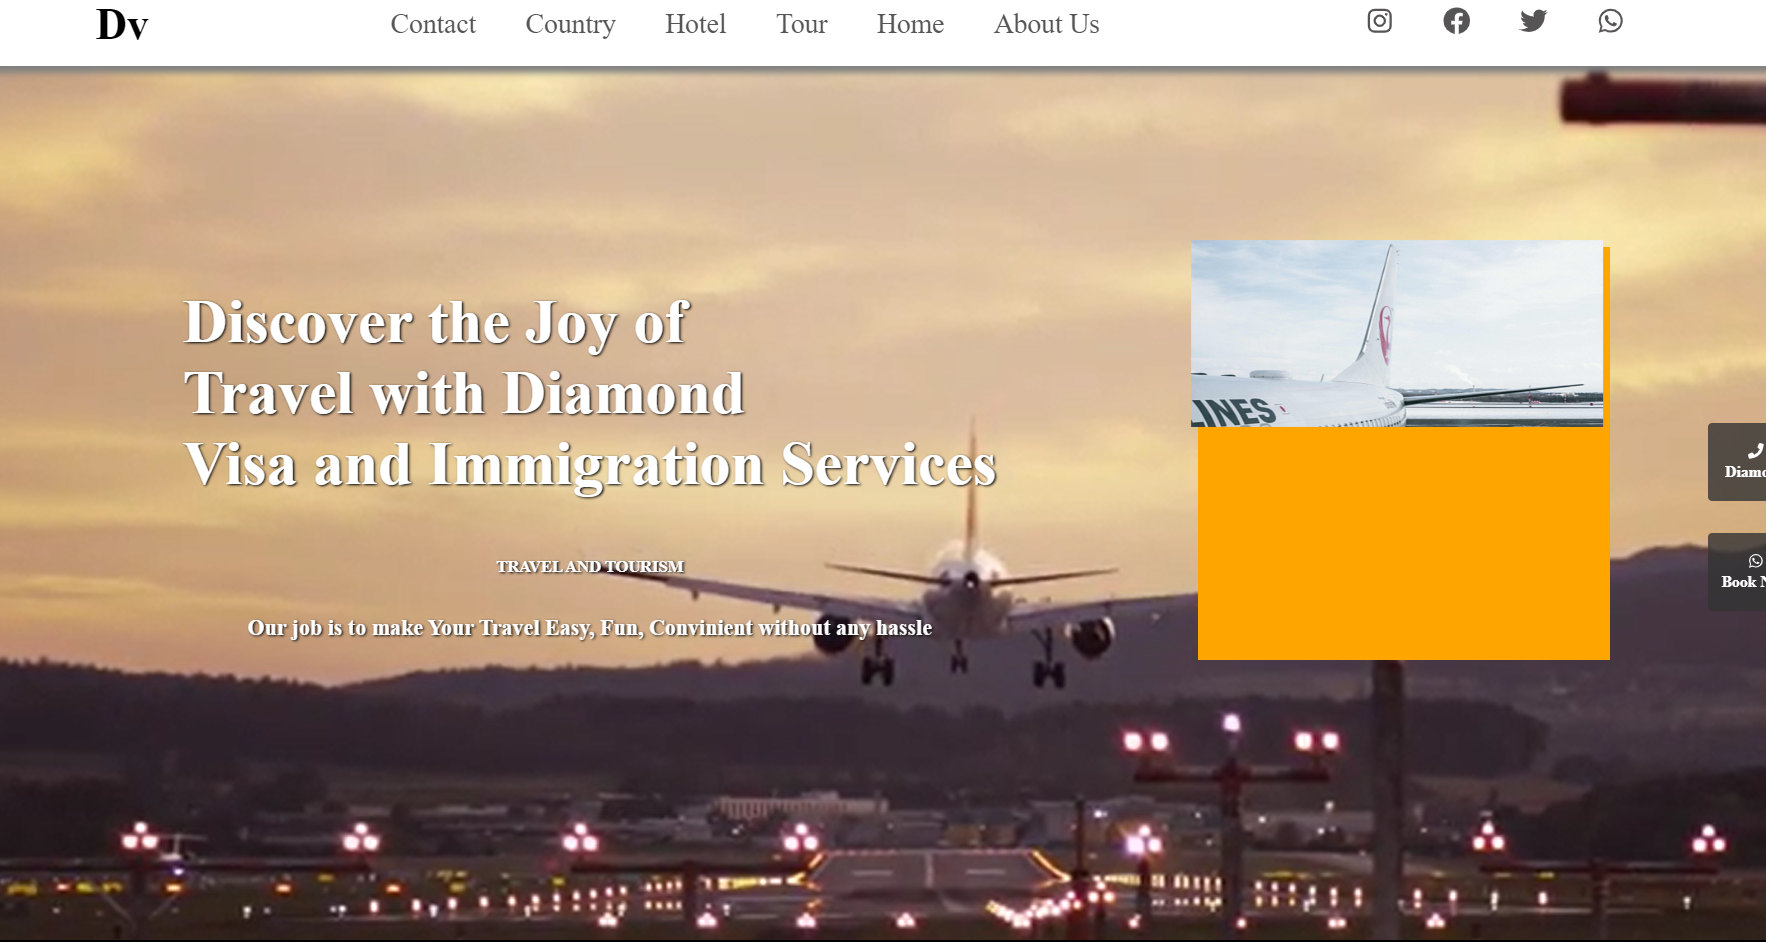 Dv
Contact Country Hotel Tour Home About Us
Discover the Joy of
Travel with Diamond
Visa and Immigration Services
TRAVEL AND TOURISM
Our job is to make Your Travel Easy, Fun, Convinient without any hassle
LINES
Book